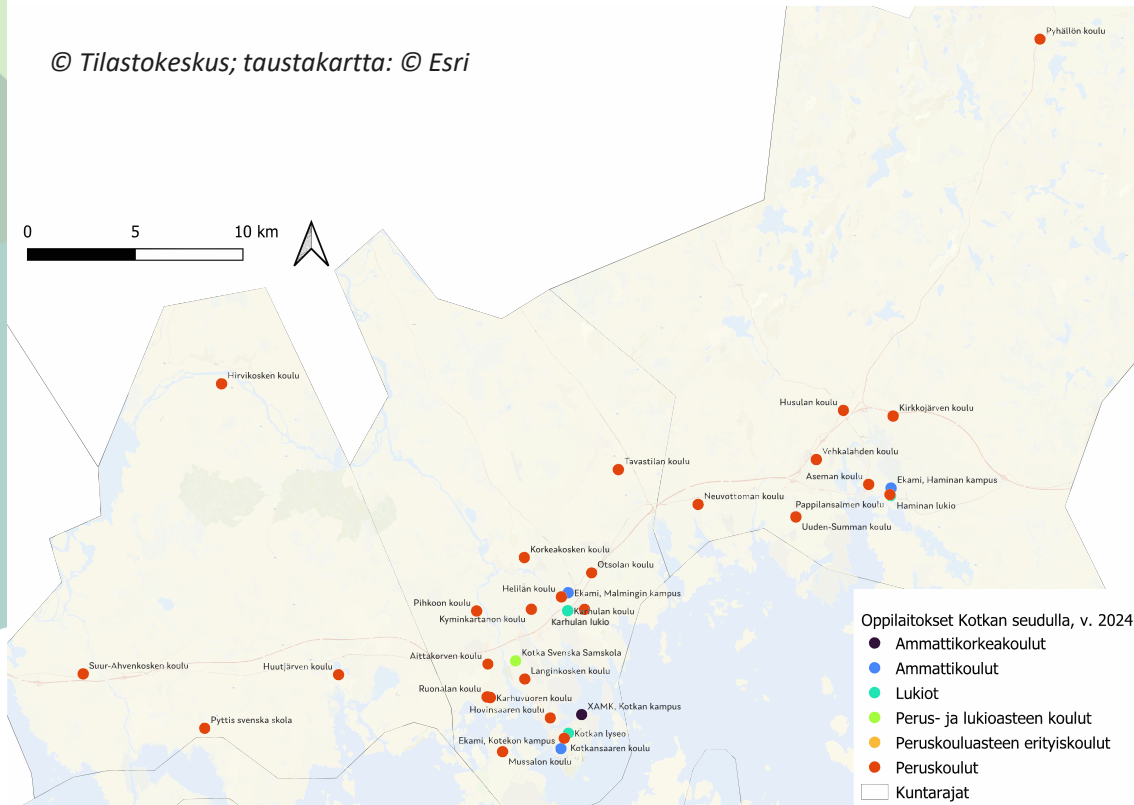 © Tilastokeskus; taustakartta: © Esri
Pyhällön koulu
0 5 10 km
Hirvikosken koulu
Husulan koulu
Kirkkojärven koulu
Vehkalahden koulu
Tavastilan koulu
Aseman koulu
Ekami, Haminan kampus
Neuvottoman koulu
Pappilansalmen koulu
Haminan lukio
Uuden-Summan koulu
Korkeakosken koulu
Otsolan koulu
Helilän koulu
Ekami, Malmingin kampus
Pihkoon koulu
Karhulan koulu
Kyminkartanon koulu
Karhulan lukio
Aittakorven koulu
Kotka Svenska Samskola
Suur-Ahvenkosken koulu
Huutjärven koulu
Langinkosken koulu
Ruonalan koulu
Karhuvuoren koulu
Hovinsaaren koulu
XAMK, Kotkan kampus
Pyttis svenska skola
Kotkan lyseo
Ekami, Kotekon kampus
Kotkansaaren koulu
Mussalon koulu
Oppilaitokset Kotkan seudulla, v. 2024
Ammattikorkeakoulut
Ammattikoulut
Lukiot
Perus- ja lukioasteen koulut
Peruskouluasteen erityiskoulut
Peruskoulut
Kuntarajat